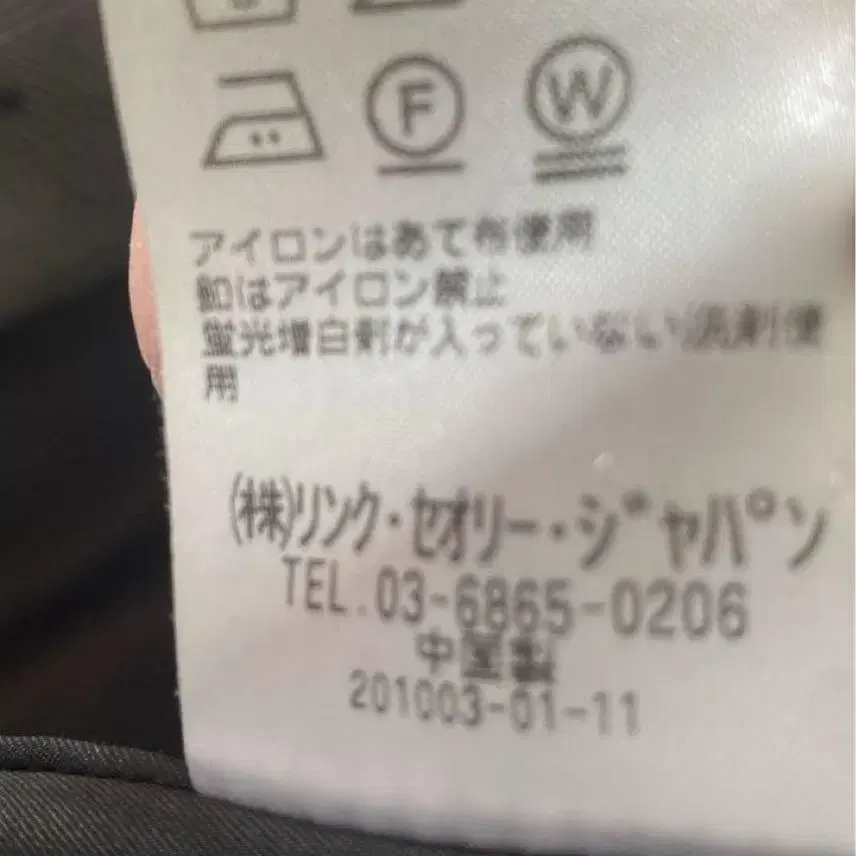 F W
アイロンはあて布使用
釦はアイロン禁止
蛍光増白剤が入っていない洗剤使
用
(株)リンク・セオリー・ジャパン
TEL.03-6865-0206
中国製
201003-01-11